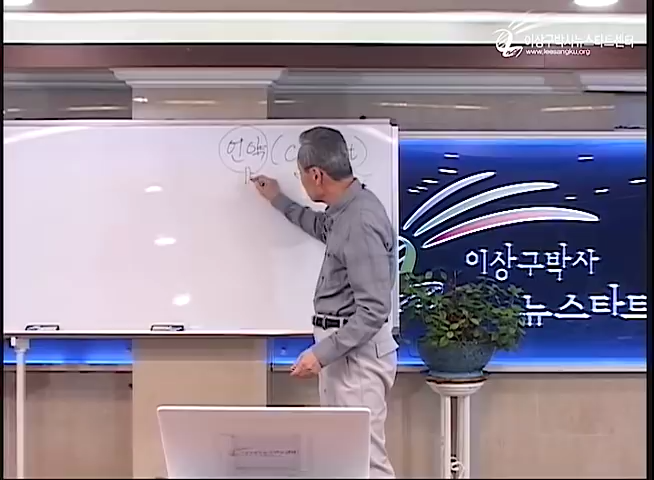 이상구박사뉴스타트센터
www.leesangku.org
언약 (C t)
이상구박사
뉴스타트